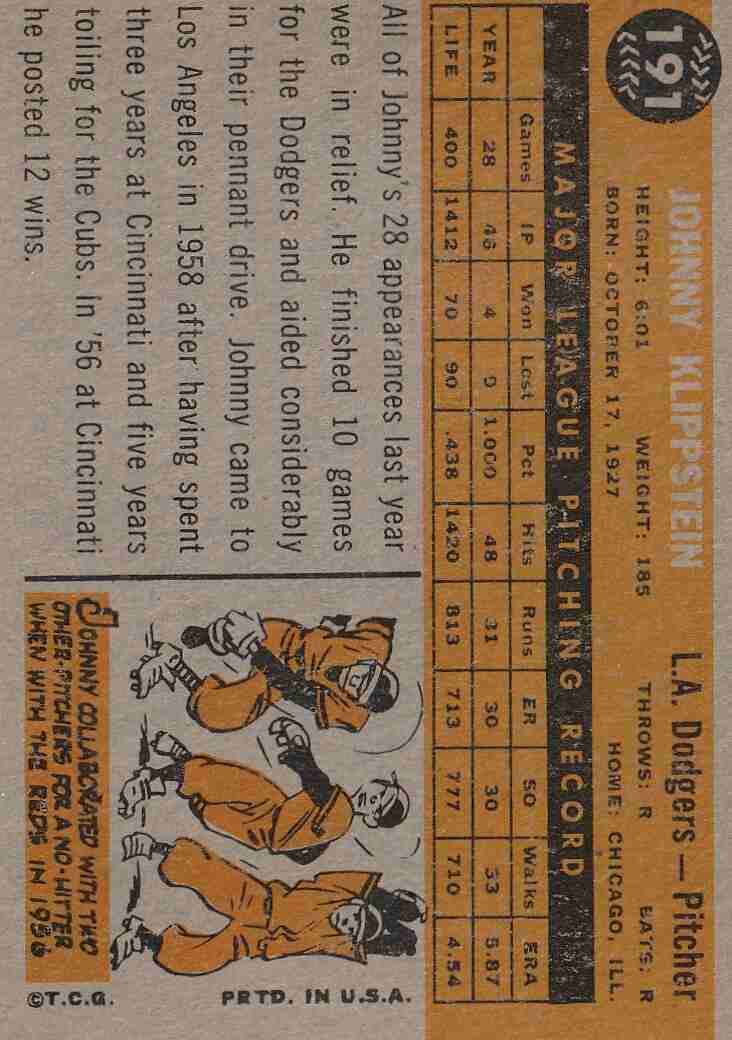 191
JOHNNY KLIPPSTEIN
L.A. Dodgers — Pitcher
HEIGHT: 6:01 WEIGHT: 185 THROWS: R BATS: R
BORN: OCTOBER 17, 1927 HOME: CHICAGO, ILL.
MAJOR LEAGUE PITCHING RECORD
Games IP Won Lost Pct Hits Runs ER SO Walks ERA
YEAR 28 46 4 0 1.000 48 31 30 30 33 5.87
LIFE 400 1412 70 90 .438 1420 813 713 777 710 4.54
All of Johnny's 28 appearances last year
were in relief. He finished 10 games
for the Dodgers and aided considerably
in their pennant drive. Johnny came to
Los Angeles in 1958 after having spent
three years at Cincinnati and five years
toiling for the Cubs. In '56 at Cincinnati
he posted 12 wins.
JOHNNY COLLABORATED WITH TWO
OTHER PITCHERS FOR A NO-HITTER
WHEN WITH THE REDS IN 1956
©T.C.G. PRTD. IN U.S.A.